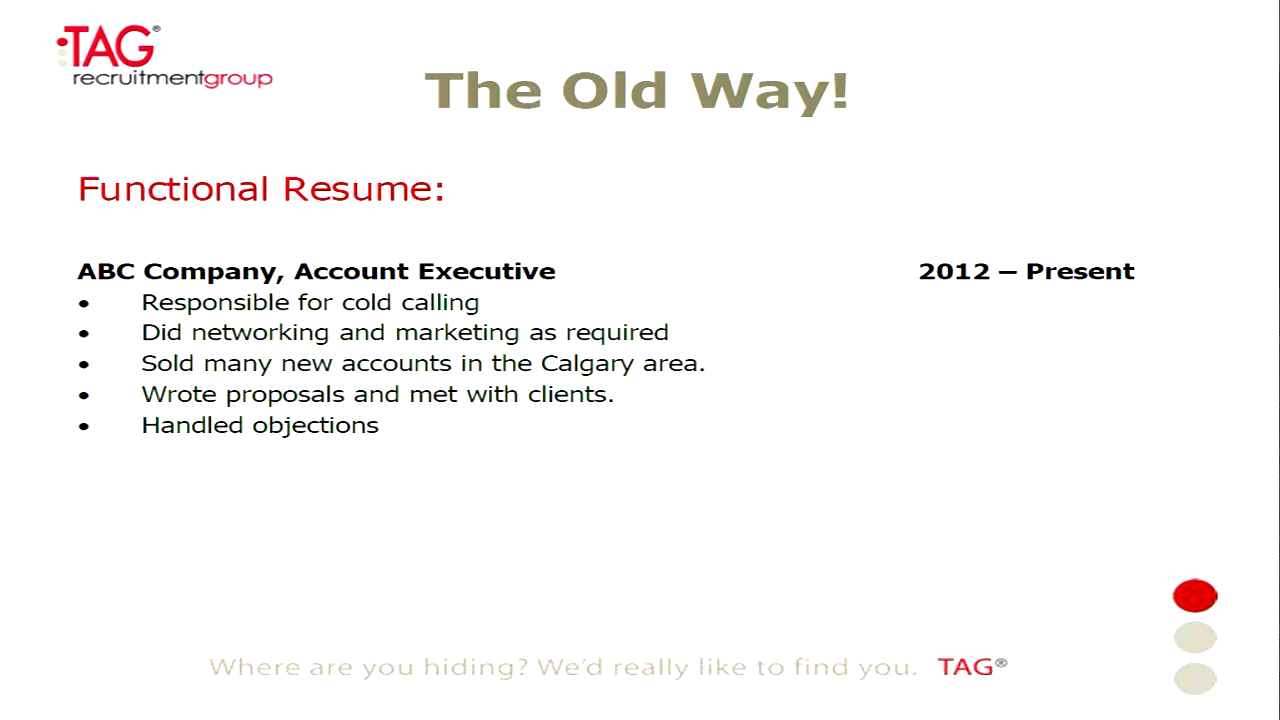 TAG®
recruitmentgroup
The Old Way!
Functional Resume:
ABC Company, Account Executive 2012 – Present
• Responsible for cold calling
• Did networking and marketing as required
• Sold many new accounts in the Calgary area.
• Wrote proposals and met with clients.
• Handled objections
Where are you hiding? We'd really like to find you. TAG®